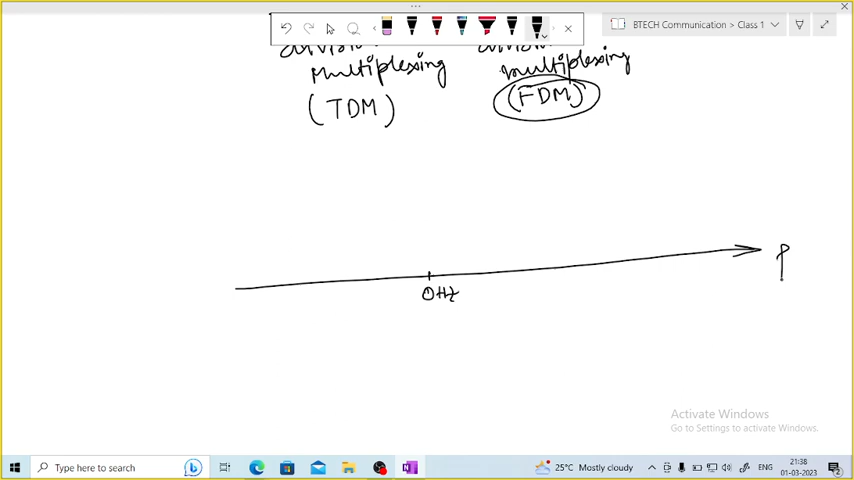 BTECH Communication > Class 1
Multiplexing
multiplexing
(TDM)
(FDM)
0Hz
Activate Windows
Go to Settings to activate Windows.
Type here to search
25°C Mostly cloudy
ENG
21:38
01-03-2023
2